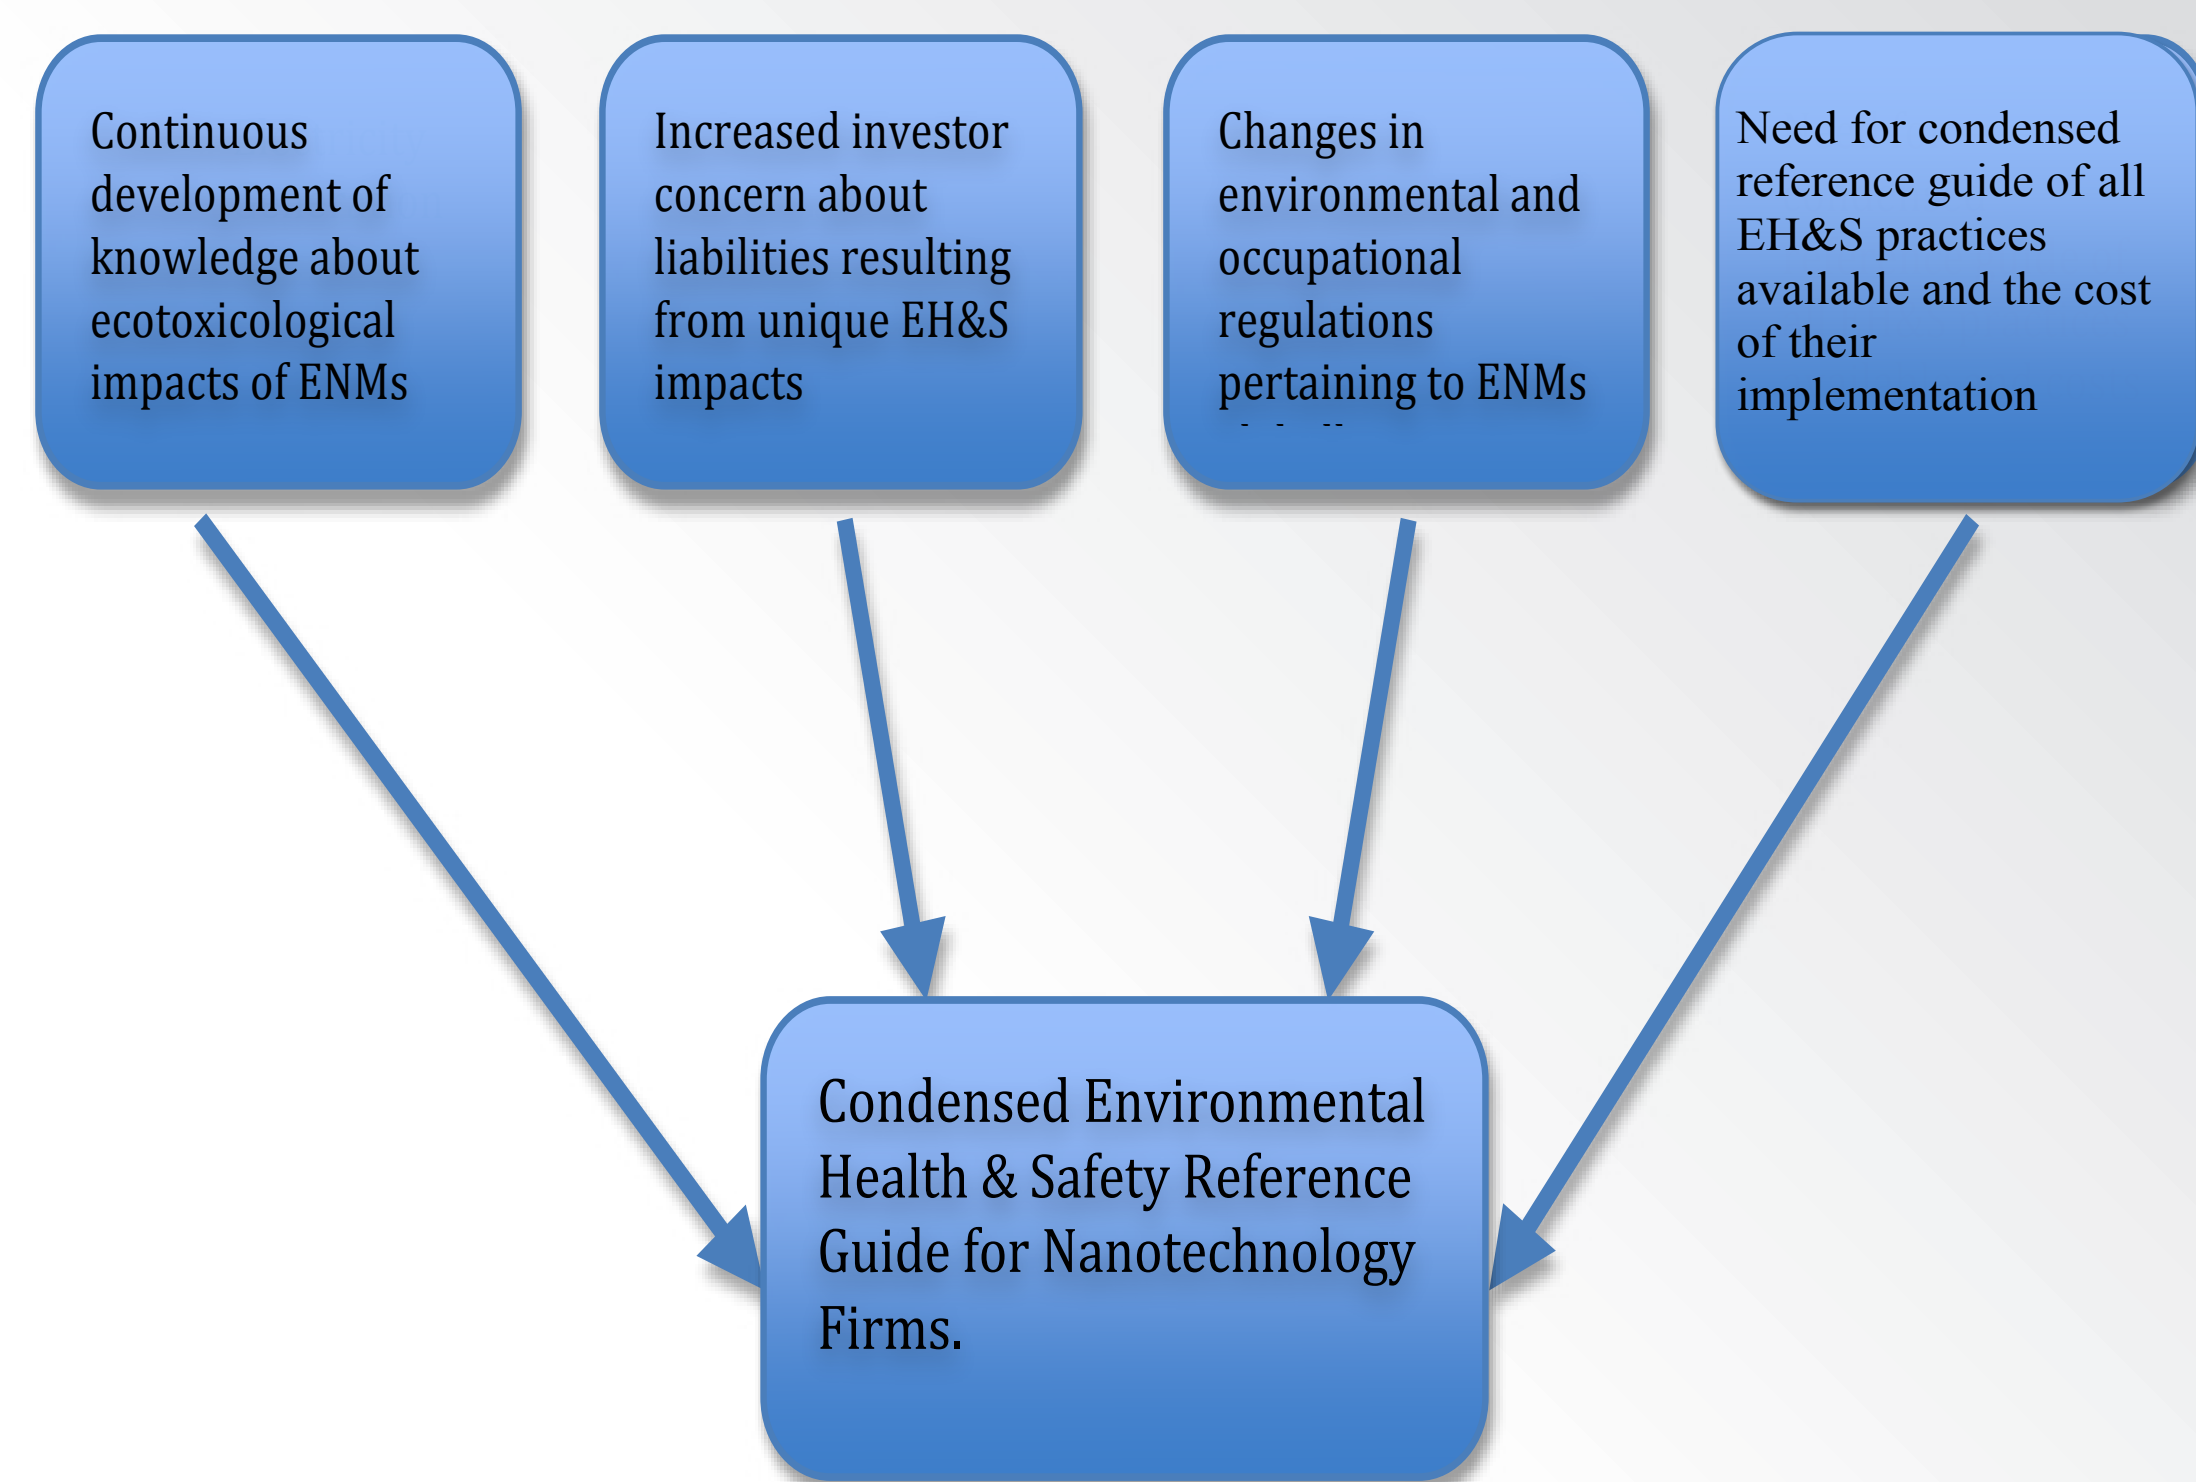 Continuous
development of
knowledge about
ecotoxicological
impacts of ENMs
Increased investor
concern about
liabilities resulting
from unique EH&S
impacts
Changes in
environmental and
occupational
regulations
pertaining to ENMs
Need for condensed
reference guide of all
EH&S practices
available and the cost
of their
implementation
Condensed Environmental
Health & Safety Reference
Guide for Nanotechnology
Firms.